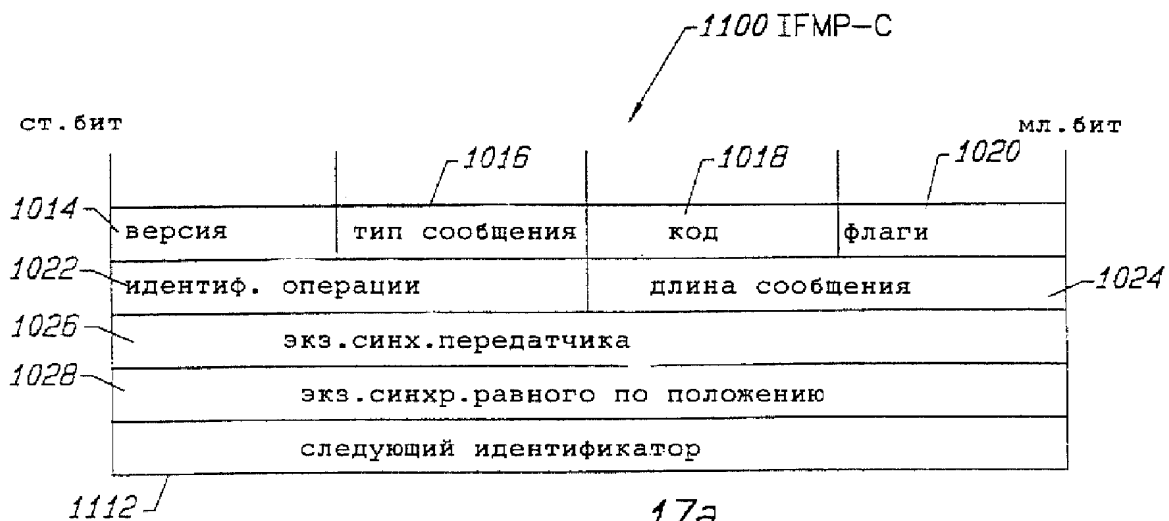 1100 IFMP-C
ст.бит мл.бит
1016 1018 1020
1014 версия тип сообщения код флаги
1022 идентиф. операции длина сообщения 1024
1026 экз.синх.передатчика
1028 экз.синхр.равного по положению
следующий идентификатор
1112
17а